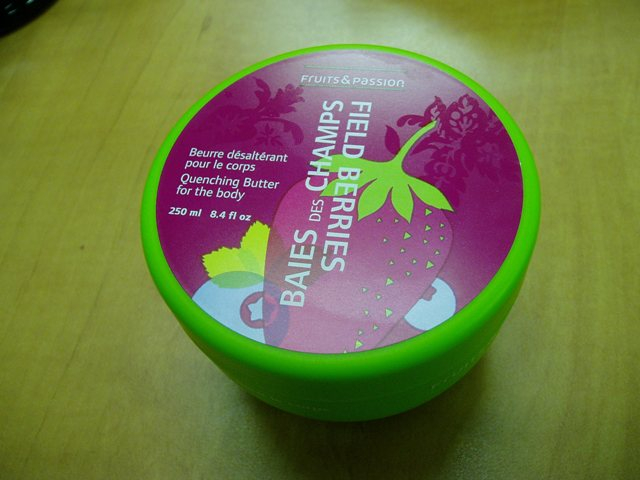 FRUITS & PASSION
Beurre désaltérant
pour le corps
Quenching Butter
for the body
250 ml 8.4 fl oz
BAIES DES CHAMPS
FIELD BERRIES